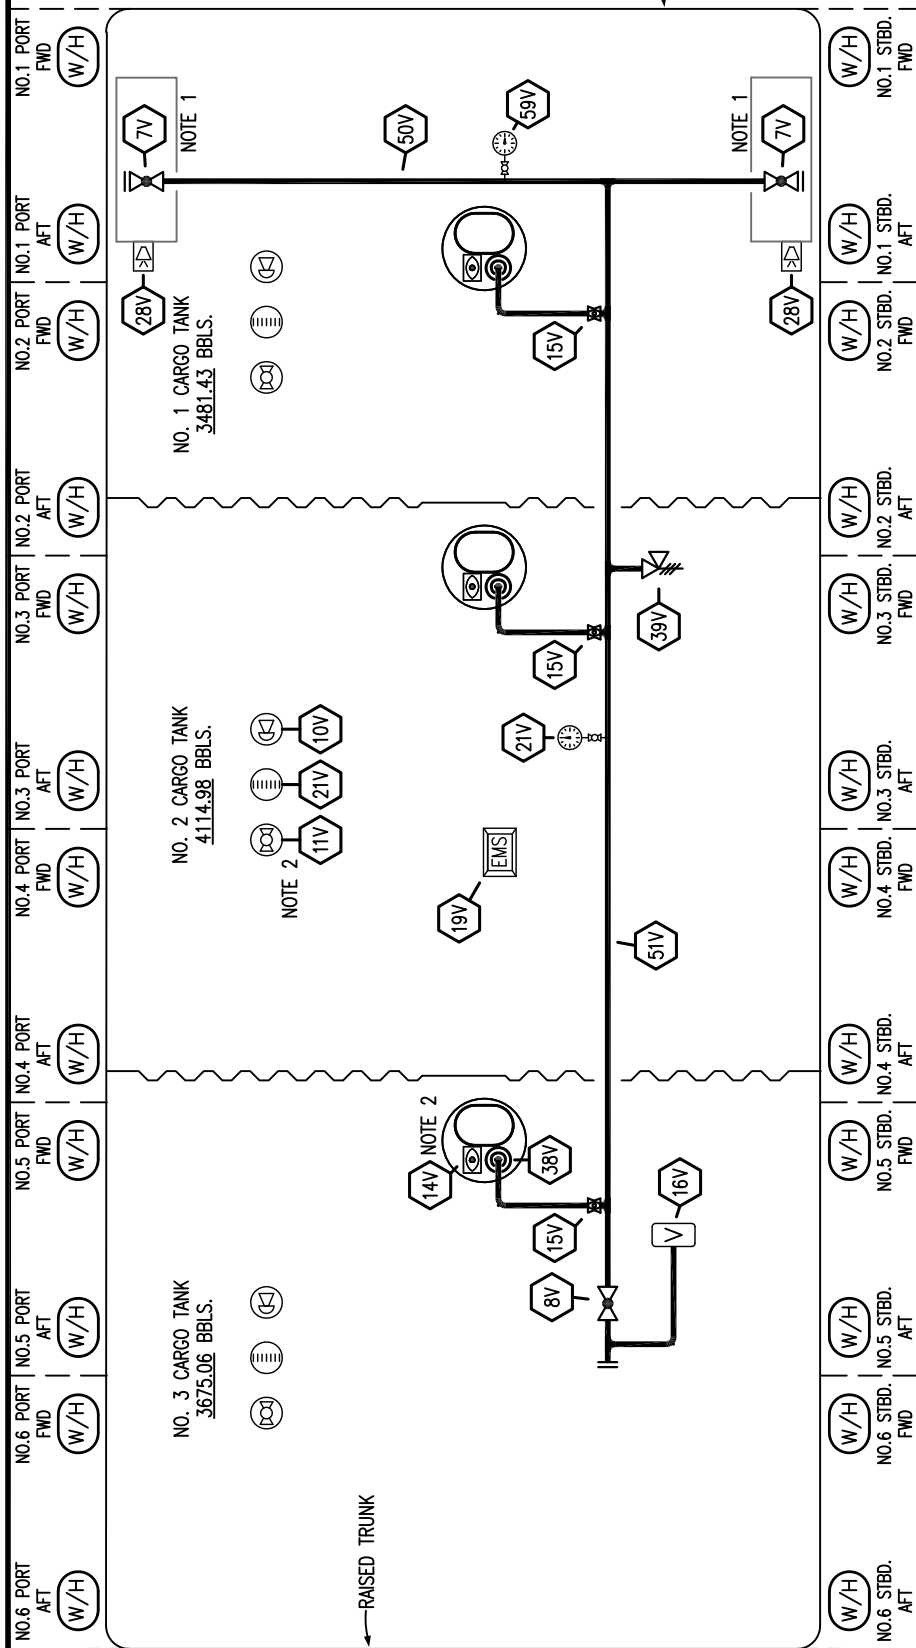 NO.6 PORT
AFT
W/H
NO.6 PORT
FWD
W/H
NO.5 PORT
AFT
W/H
NO.5 PORT
FWD
W/H
NO.4 PORT
AFT
W/H
NO.4 PORT
FWD
W/H
NO.3 PORT
AFT
W/H
NO.3 PORT
FWD
W/H
NO.2 PORT
AFT
W/H
NO.2 PORT
FWD
W/H
NO.1 PORT
AFT
W/H
NO.1 PORT
FWD
W/H
RAISED TRUNK
NO. 3 CARGO TANK
3675.06 BBLS.
NO. 2 CARGO TANK
4114.98 BBLS.
NO. 1 CARGO TANK
3481.43 BBLS.
28V
7V
NOTE 1
NOTE 2
11V
21V
10V
50V
59V
14V
NOTE 2
38V
15V
8V
V
16V
19V
EMS
21V
15V
39V
51V
15V
28V
7V
NOTE 1
W/H
NO.6 STBD.
AFT
W/H
NO.6 STBD.
FWD
W/H
NO.5 STBD.
AFT
W/H
NO.5 STBD.
FWD
W/H
NO.4 STBD.
AFT
W/H
NO.4 STBD.
FWD
W/H
NO.3 STBD.
AFT
W/H
NO.3 STBD.
FWD
W/H
NO.2 STBD.
AFT
W/H
NO.2 STBD.
FWD
W/H
NO.1 STBD.
AFT
W/H
NO.1 STBD.
FWD